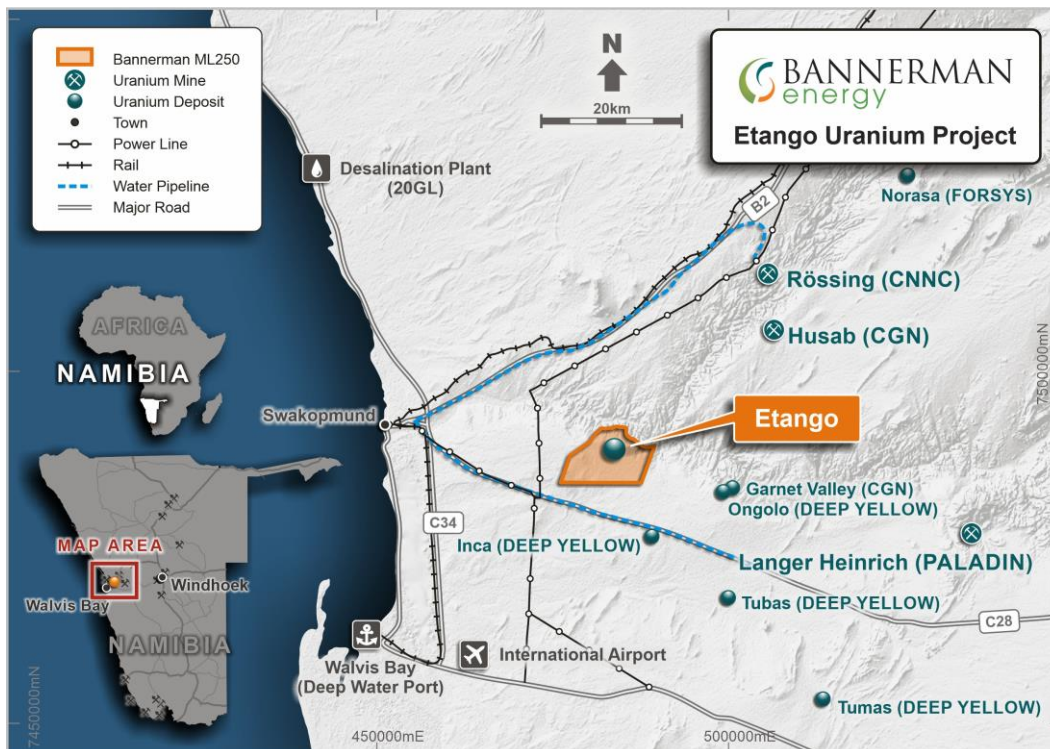 Bannerman ML250
Uranium Mine
Uranium Deposit
Town
Power Line
Rail
Water Pipeline
Major Road
N
20km
BANNERMAN
energy
Etango Uranium Project
Desalination Plant
(20GL)
B2
Norasa (FORSYS)
Rössing (CNNC)
Husab (CGN)
AFRICA
NAMIBIA
7500000mN
Swakopmund
Etango
Garnet Valley (CGN)
Ongolo (DEEP YELLOW)
C34
Inca (DEEP YELLOW)
Langer Heinrich (PALADIN)
MAP AREA
Windhoek
Walvis Bay
NAMIBIA
Tubas (DEEP YELLOW)
C28
Walvis Bay
(Deep Water Port)
International Airport
Tumas (DEEP YELLOW)
7450000mN
450000mE
500000mE